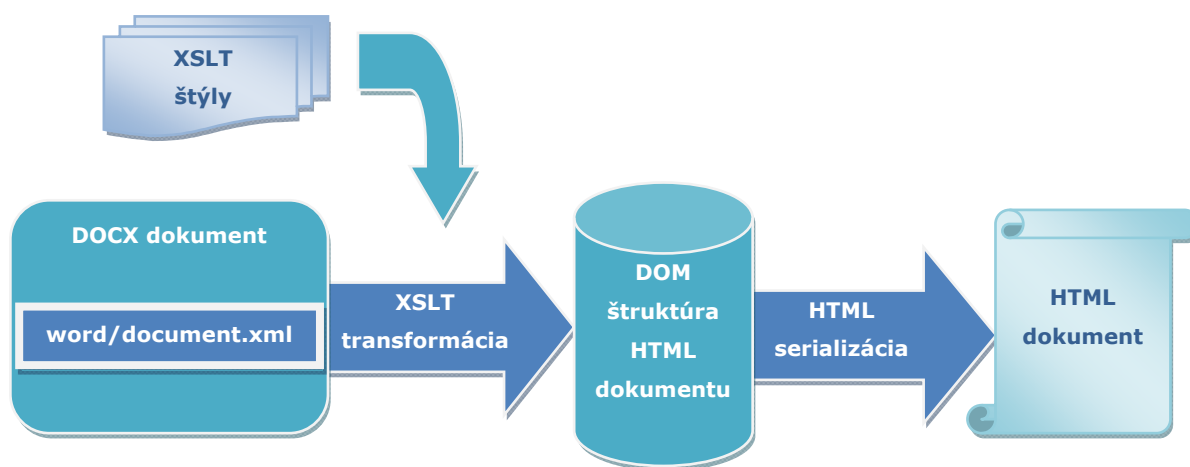 XSLT
štýly
DOCX dokument
word/document.xml
XSLT
transformácia
DOM
štruktúra
HTML
dokumentu
HTML
serializácia
HTML
dokument